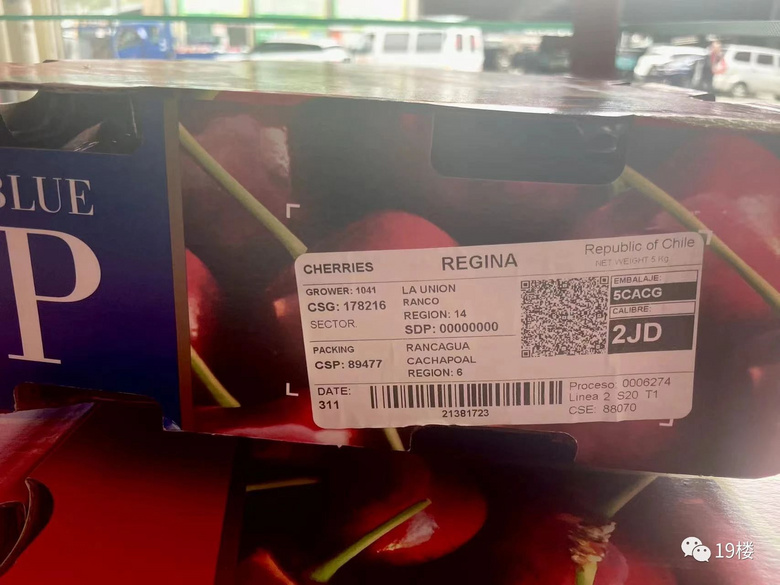 BLUE
P
CHERRIES
REGINA
Republic of Chile
NET WEIGHT 5 Kg.
GROWER: 1041
CSG: 178216
SECTOR:
LA UNION
RANCO
REGION: 14
SDP: 00000000
EMBALAJE
5CACG
CALIBRE:
2JD
PACKING
CSP: 89477
RANCAGUA
CACHAPOAL
REGION: 6
DATE:
311
21381723
Proceso: 0006274
Linea 2 S20 T1
CSE: 88070
19楼